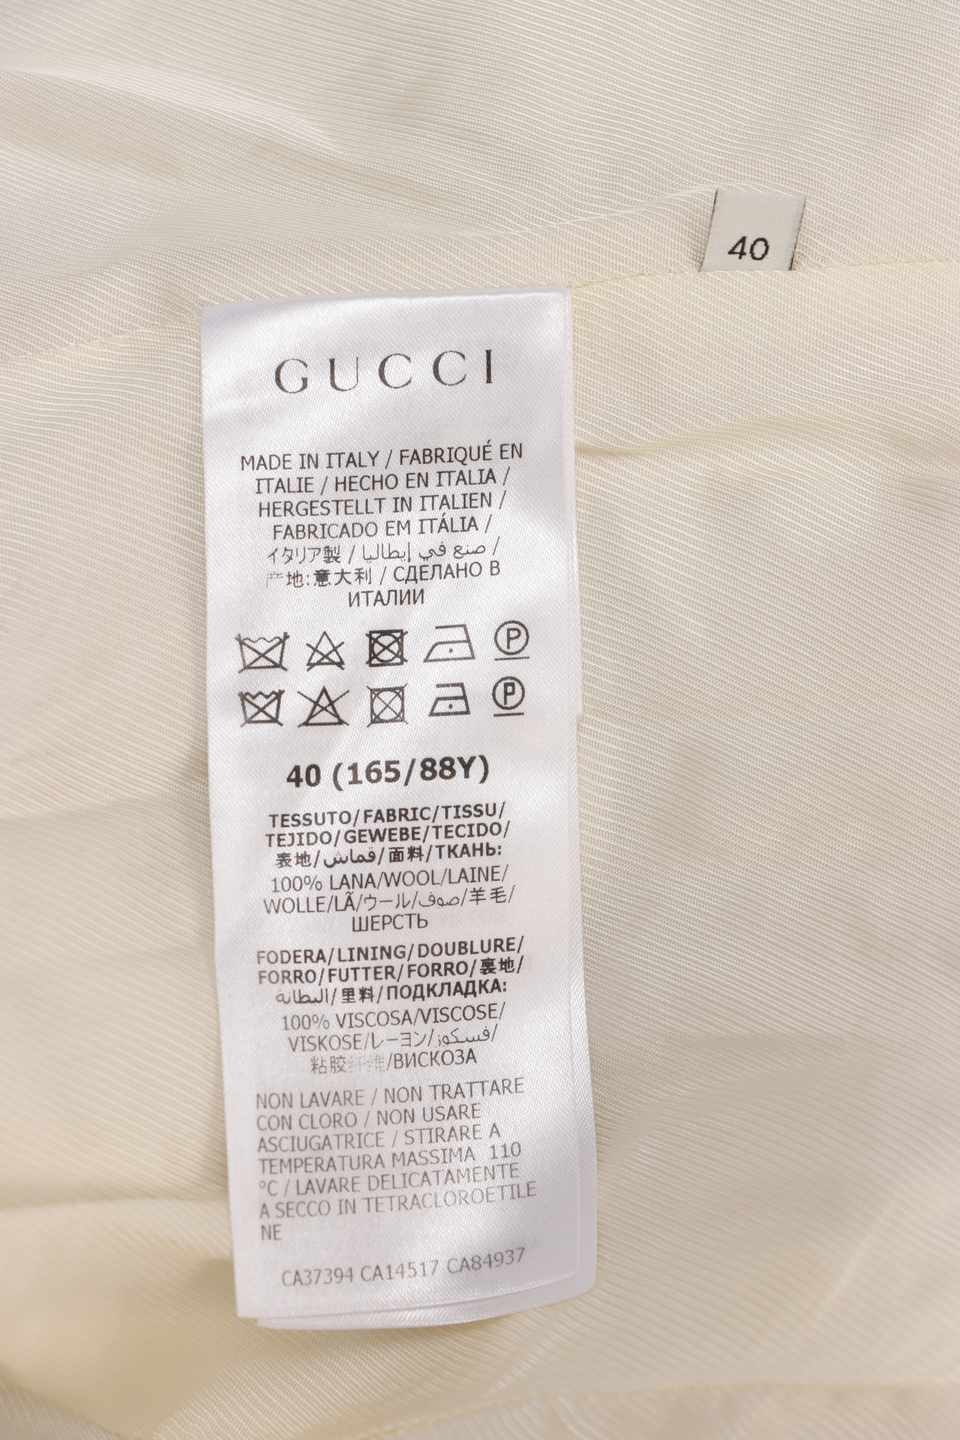 40
GUCCI
MADE IN ITALY / FABRIQUÉ EN
ITALIE / HECHO EN ITALIA /
HERGESTELLT IN ITALIEN /
FABRICADO EM ITÁLIA /
イタリア製 / صنع في إيطاليا /
产地:意大利 / СДЕЛАНО В
ИТАЛИИ
P
P
40 (165/88Y)
TESSUTO/FABRIC/TISSU/
TEJIDO/GEWEBE/TECIDO/
表地/قماش/面料/ТКАНЬ:
100% LANA/WOOL/LAINE/
WOLLE/LÃ/ウール/صوف/羊毛/
ШЕРСТЬ
FODERA/LINING/DOUBLURE/
FORRO/FUTTER/FORRO/裏地/
البطانة/里料/ПОДКЛАДКА:
100% VISCOSA/VISCOSE/
VISKOSE/レーヨン/فسكوز/
粘胶纤维/ВИСКОЗА
NON LAVARE / NON TRATTARE
CON CLORO / NON USARE
ASCIUGATRICE / STIRARE A
TEMPERATURA MASSIMA 110
°C / LAVARE DELICATAMENTE
A SECCO IN TETRACLOROETILE
NE
CA37394 CA14517 CA84937